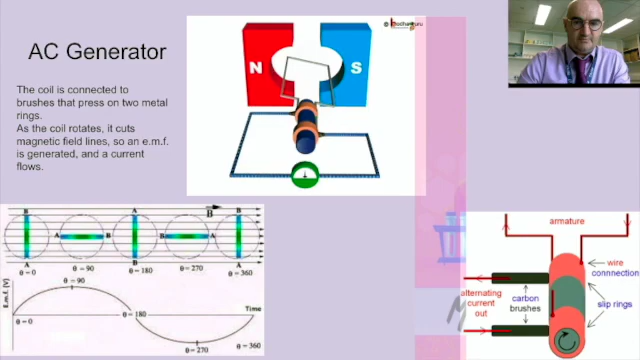 AC Generator
The coil is connected to
brushes that press on two metal
rings.
As the coil rotates, it cuts
magnetic field lines, so an e.m.f.
is generated, and a current
flows.
N
S
B
B
A
A
B
A
B
B
A
B
A
A
θ = 0
θ = 90
θ = 180
θ = 270
θ = 360
E.m.f. (V)
θ = 90
Time
θ = 0
θ = 180
θ = 270
θ = 360
armature
wire
connnection
alternating
current
out
carbon
brushes
slip rings